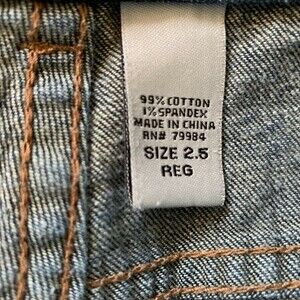 99% COTTON
1% SPANDEX
MADE IN CHINA
RN# 79984
SIZE 2.5
REG